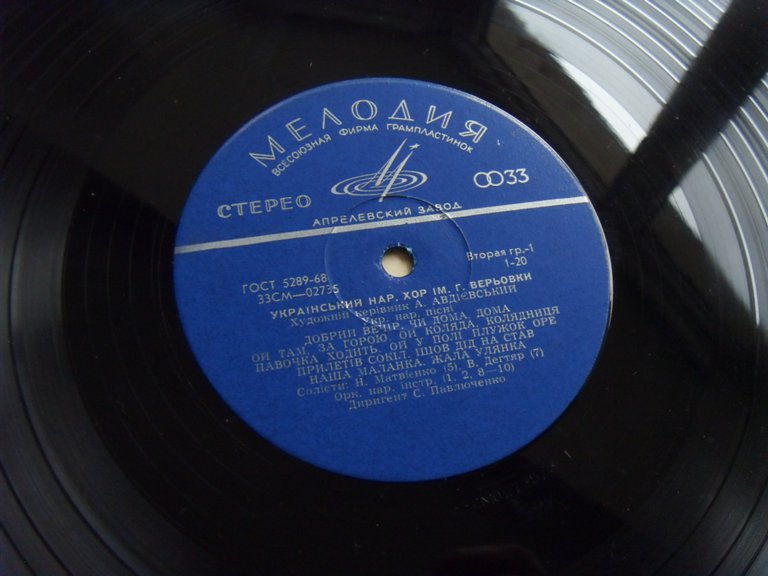 МЕЛОДИЯ
ВСЕСОЮЗНАЯ ФИРМА ГРАМПЛАСТИНОК
СТЕРЕО
33
АПРЕЛЕВСКИЙ ЗАВОД
ГОСТ 5289-68
33СМ—02735
Вторая гр.-1
1-20
УКРАЇНСЬКИЙ НАР. ХОР ІМ. Г. ВЕРЬОВКИ
Художній керівник А. АВДІЄВСЬКИЙ
Укр. нар. пісні
ДОБРИЙ ВЕЧІР. ЧИ ДОМА, ДОМА
ОЙ ТАМ, ЗА ГОРОЮ. ОЙ КОЛЯДА, КОЛЯДНИЦЯ
ПАВОЧКА ХОДИТЬ. ОЙ У ПОЛІ ПЛУЖОК ОРЕ
ПРИЛЕТІВ СОКІЛ. ІШОВ ДІД НА СТАВ
НАША МАЛАНКА. ЖАЛА УЛЯНКА
Солісти: Н. Матвієнко (5), В. Дегтяр (7)
Орк. нар. інстр. (1, 2, 8—10)
Диригент С. Павлюченко